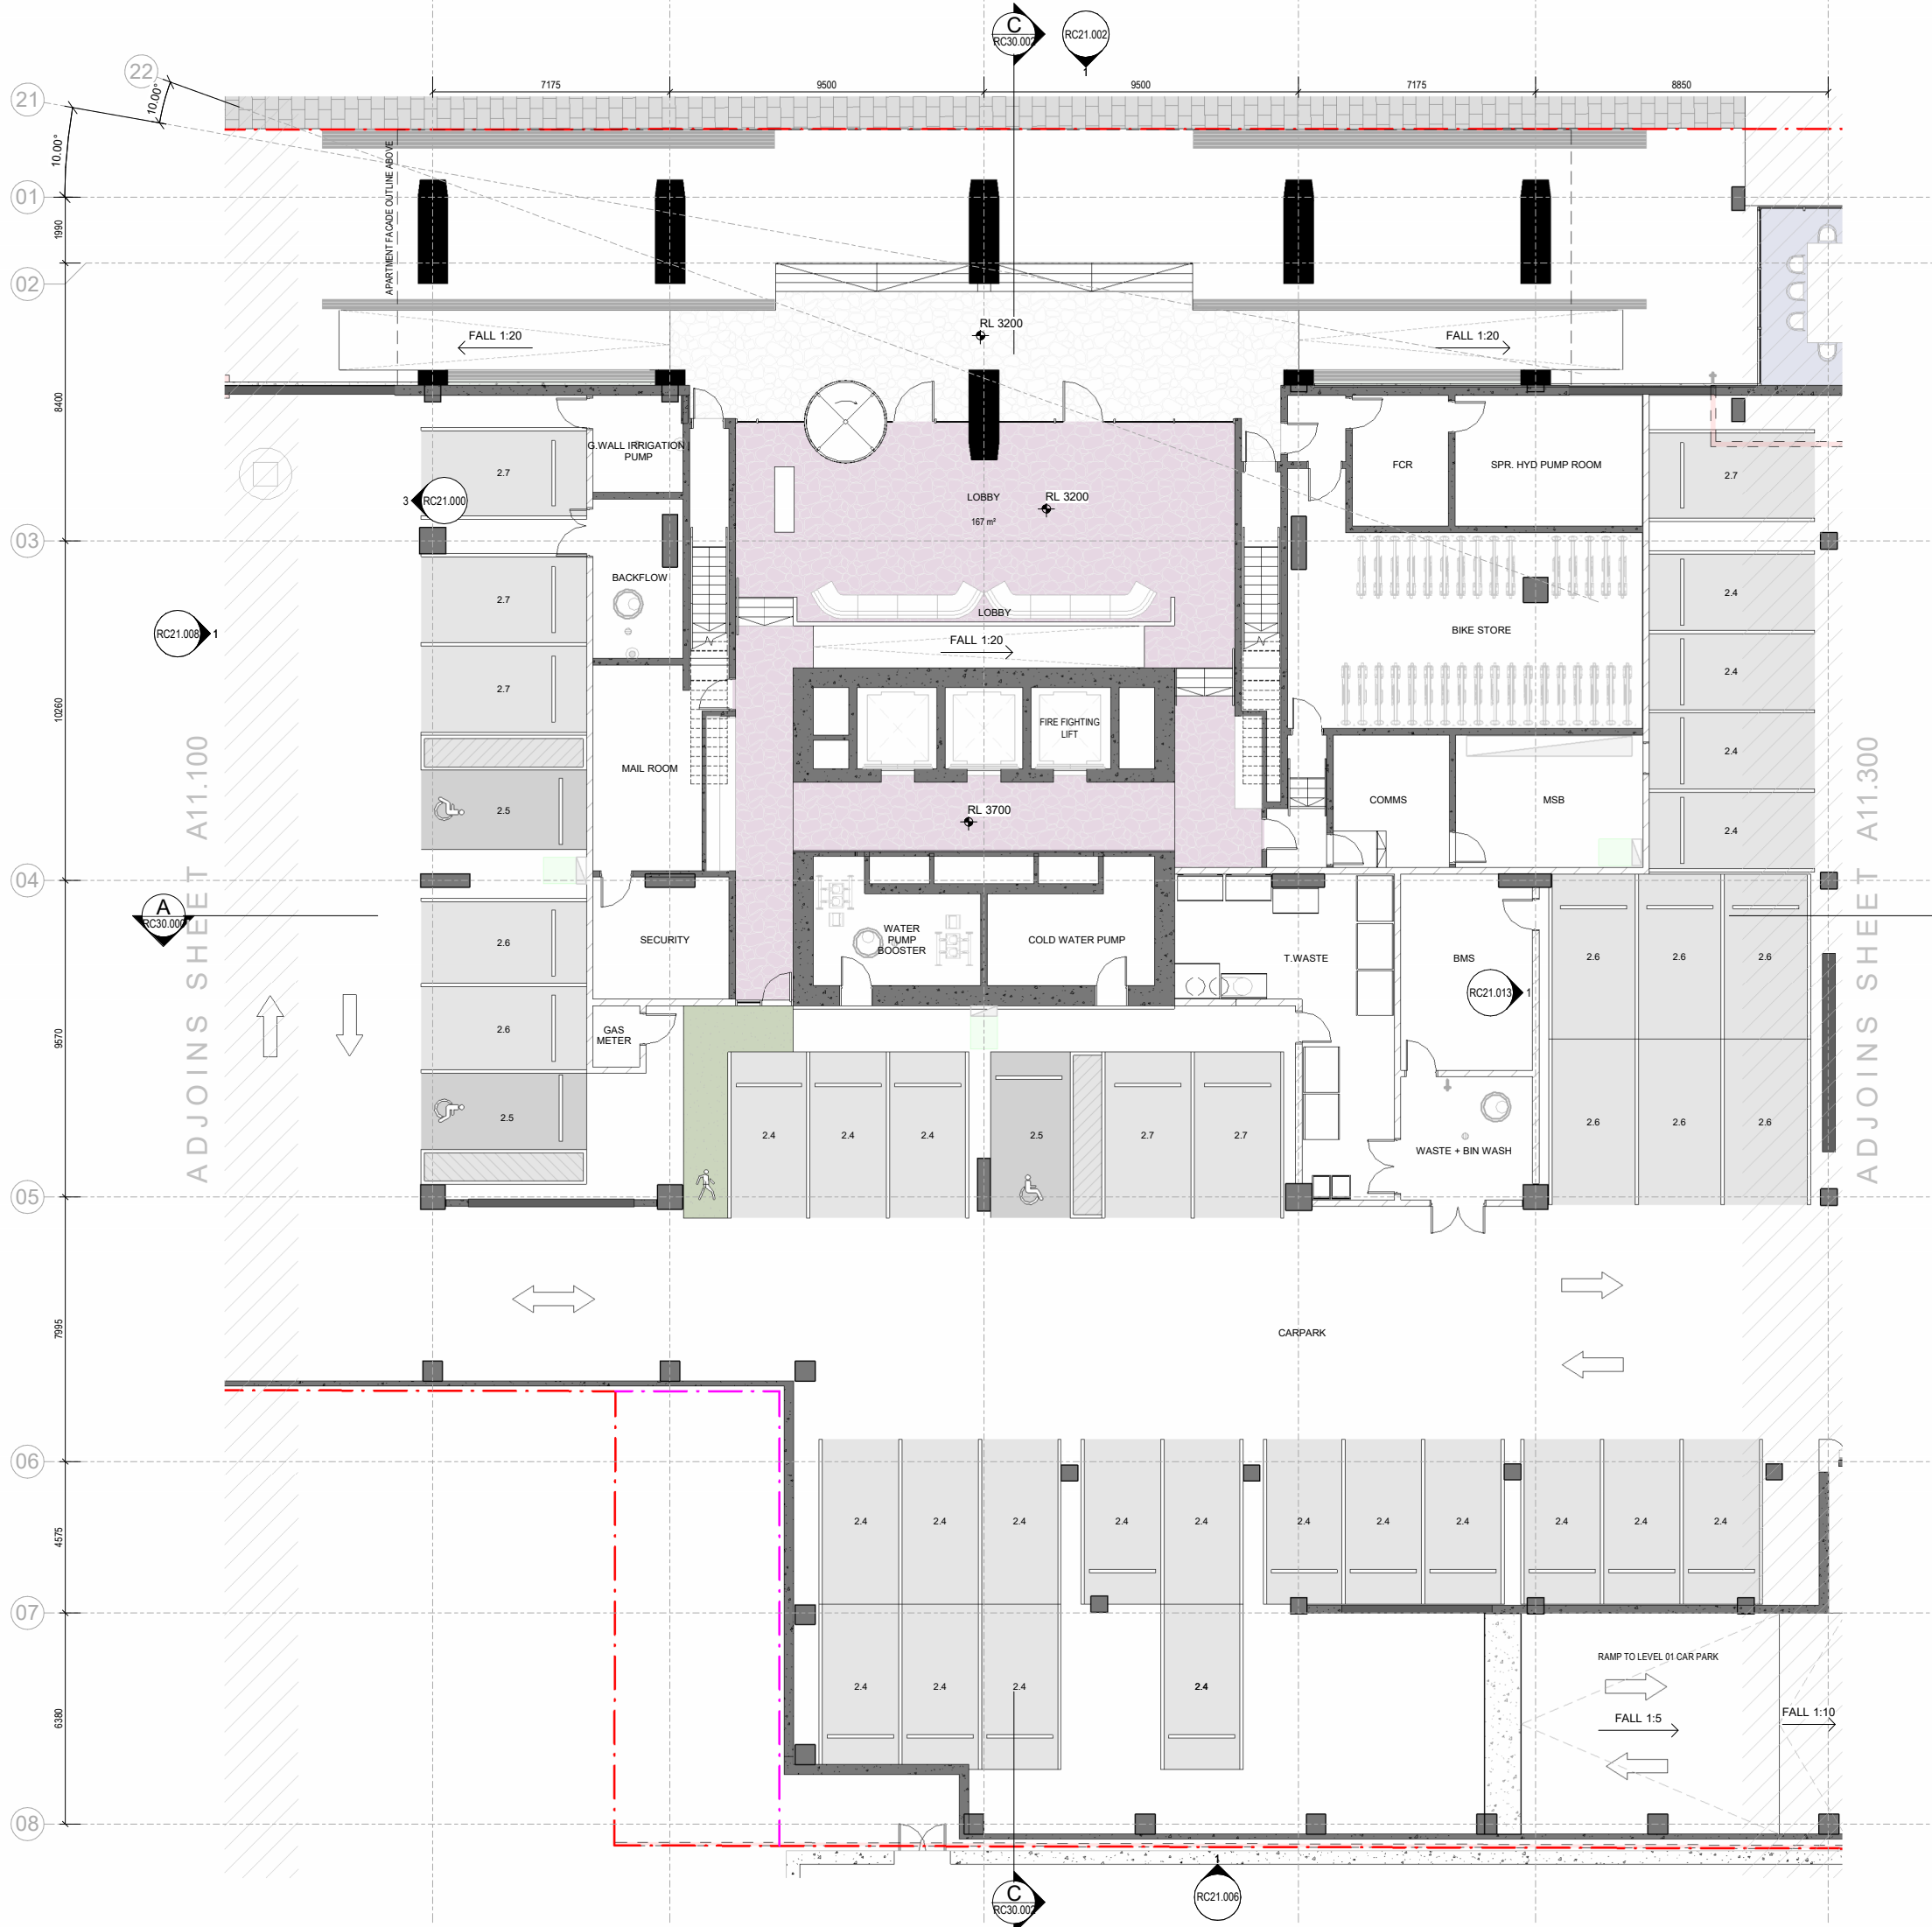 C
RC30.002
RC21.002
1
22
21
10.00°
10.00°
7175
9500
9500
7175
8850
01
1990
02
APARTMENT FACADE OUTLINE ABOVE
RL 3200
FALL 1:20
FALL 1:20
8400
G.WALL IRRIGATION
PUMP
2.7
3
RC21.000
LOBBY
RL 3200
167 m²
FCR
SPR. HYD PUMP ROOM
2.7
03
BACKFLOW
2.7
LOBBY
FALL 1:20
BIKE STORE
2.4
RC21.008
1
2.7
2.4
10260
FIRE FIGHTING
LIFT
MAIL ROOM
2.4
2.5
RL 3700
COMMS
MSB
2.4
ADJOINS SHEET A11.100
ADJOINS SHEET A11.300
04
A
RC30.000
2.6
SECURITY
WATER
PUMP
BOOSTER
COLD WATER PUMP
T.WASTE
BMS
2.6
2.6
2.6
RC21.013
1
2.6
GAS
METER
9570
2.5
2.4
2.4
2.4
2.5
2.7
2.7
WASTE + BIN WASH
2.6
2.6
2.6
05
7995
CARPARK
06
2.4
2.4
2.4
2.4
2.4
2.4
2.4
2.4
2.4
2.4
2.4
4575
07
RAMP TO LEVEL 01 CAR PARK
2.4
2.4
2.4
2.4
6380
FALL 1:5
FALL 1:10
08
1
C
RC30.002
RC21.006